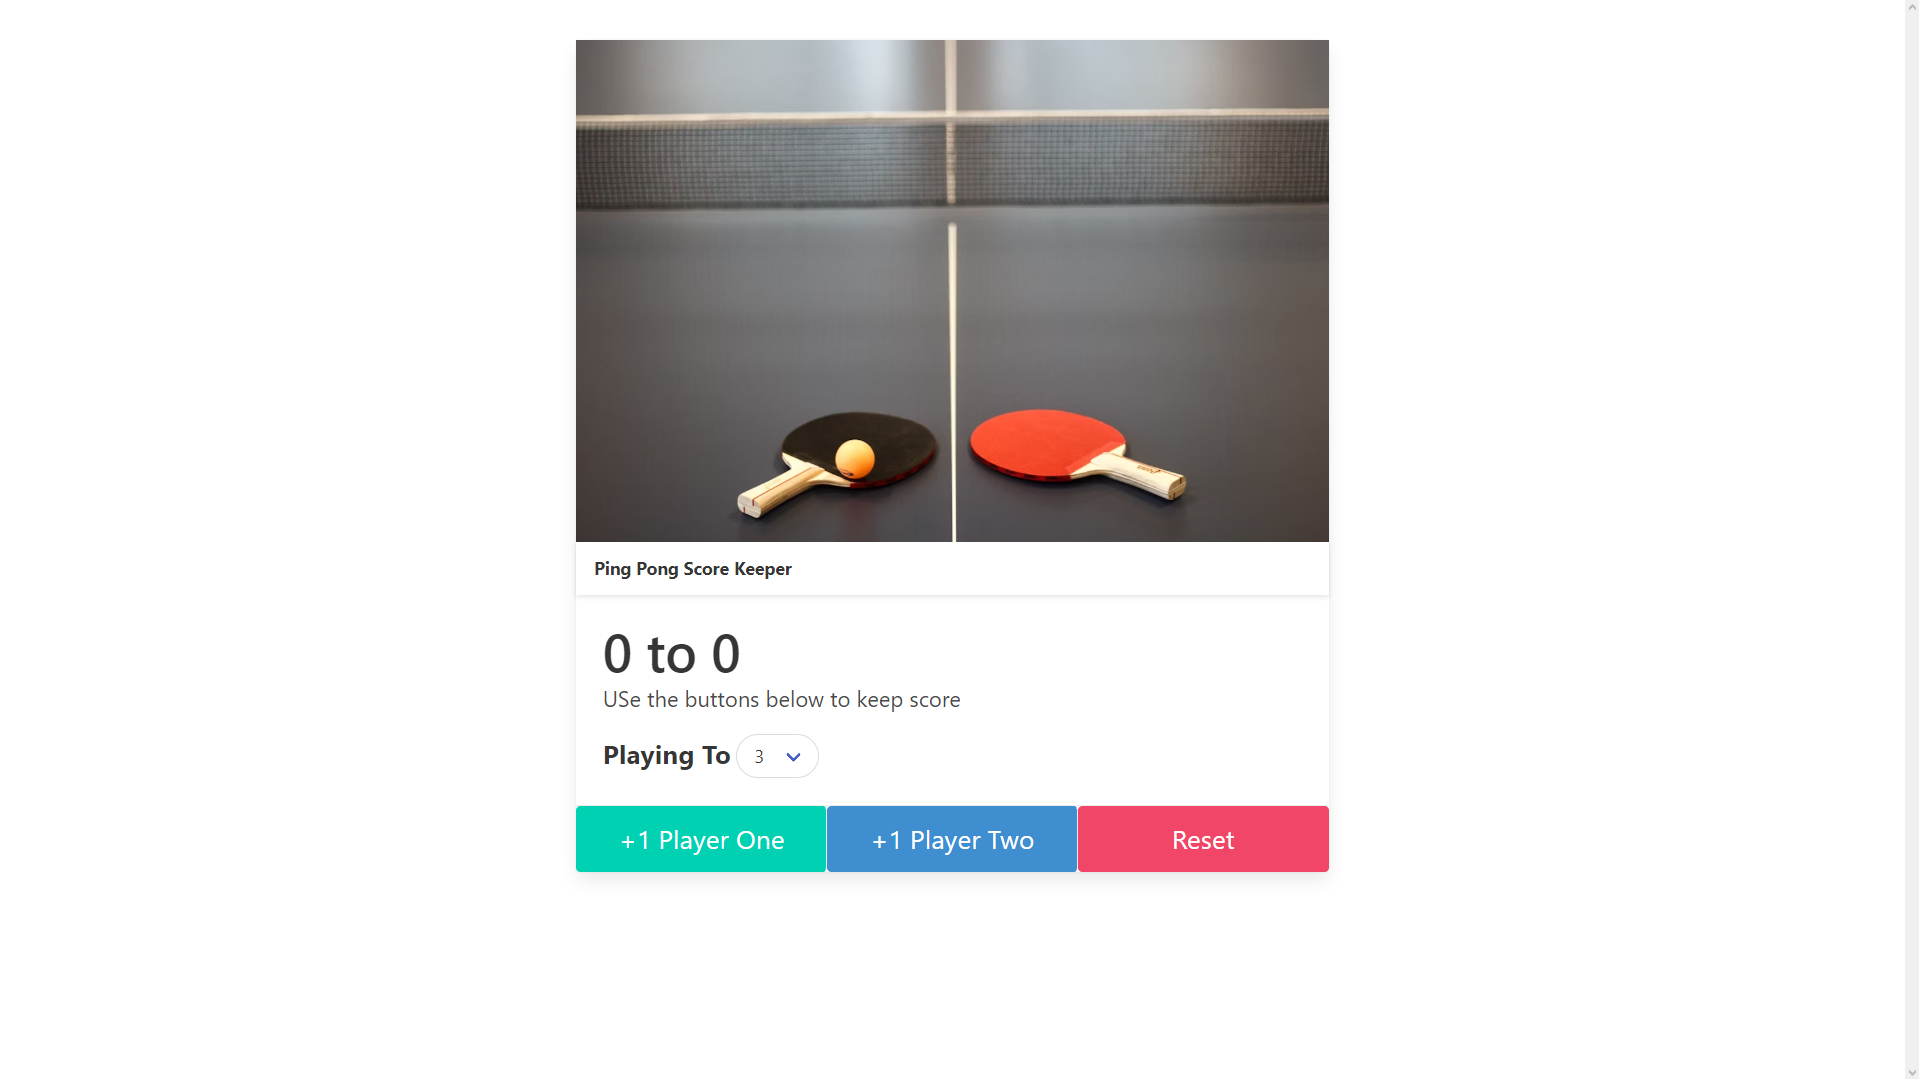 Ping Pong Score Keeper
0 to 0
USe the buttons below to keep score
Playing To 3
+1 Player One +1 Player Two Reset